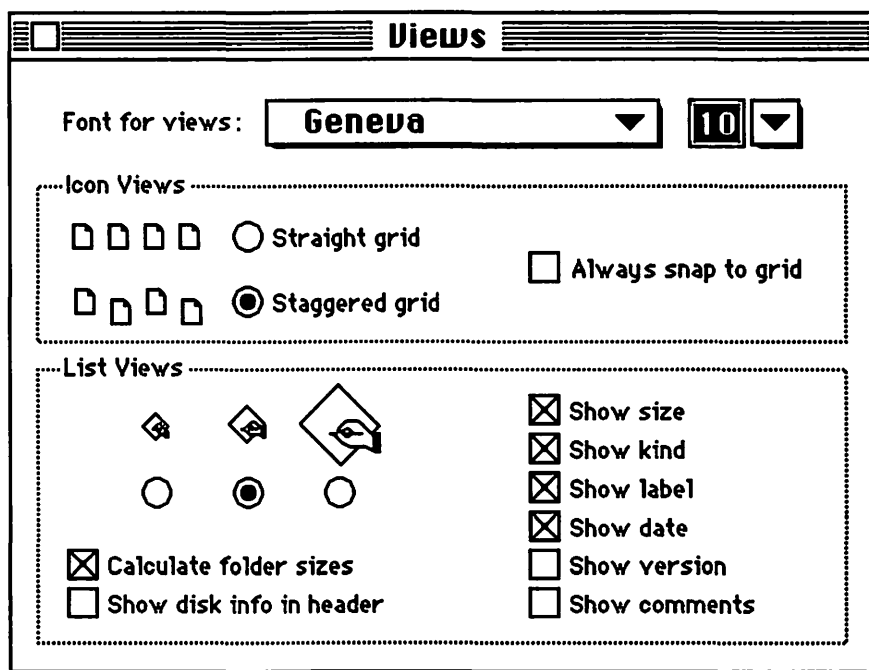 Views
Font for views: Geneva 10
Icon Views
Straight grid
Always snap to grid
Staggered grid
List Views
Show size
Show kind
Show label
Show date
Calculate folder sizes Show version
Show disk info in header Show comments